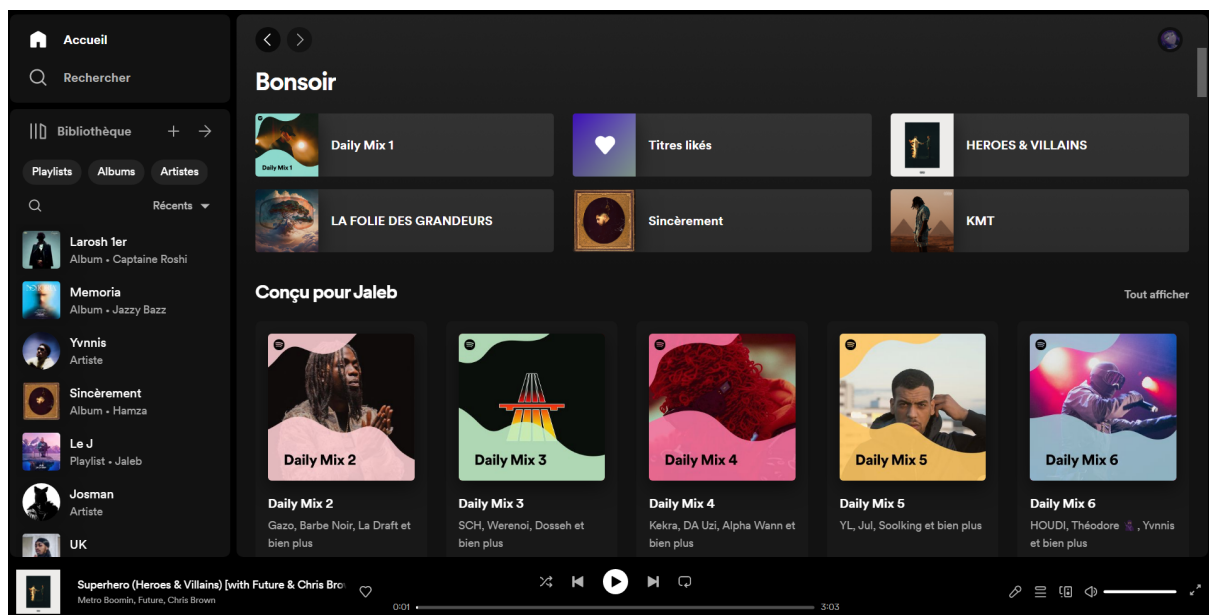 Accueil
Rechercher
Bibliothèque
Playlists Albums Artistes
Récents
Larosh 1er
Album • Captaine Roshi
Memoria
Album • Jazzy Bazz
Yvnnis
Artiste
Sincèrement
Album • Hamza
Le J
Playlist • Jaleb
Josman
Artiste
UK
Bonsoir
Daily Mix 1
Daily Mix 1
Titres likés
HEROES & VILLAINS
LA FOLIE DES GRANDEURS
Sincèrement
KMT
Conçu pour Jaleb
Tout afficher
Daily Mix 2
Daily Mix 2
Gazo, Barbe Noir, La Draft et
bien plus
Daily Mix 3
Daily Mix 3
SCH, Werenoi, Dosseh et
bien plus
Daily Mix 4
Daily Mix 4
Kekra, DA Uzi, Alpha Wann et
bien plus
Daily Mix 5
Daily Mix 5
YL, Jul, Soolking et bien plus
Daily Mix 6
Daily Mix 6
HOUDI, Théodore , Yvnnis
et bien plus
Superhero (Heroes & Villains) [with Future & Chris Bro
Metro Boomin, Future, Chris Brown
0:01
3:03